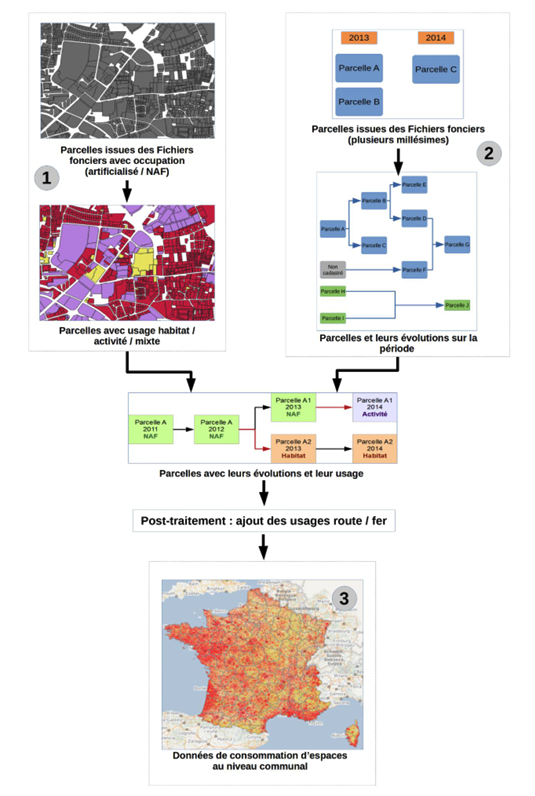 Parcelles issues des Fichiers
fonciers avec occupation
(artificialisé / NAF)
1
Parcelles avec usage habitat /
activité / mixte
2013 2014
Parcelle A Parcelle C
Parcelle B
Parcelles issues des Fichiers fonciers
(plusieurs millésimes)
2
Parcelle E
Parcelle B
Parcelle D
Parcelle A
Parcelle C
Parcelle G
Non
cadastré
Parcelle F
Parcelle H
Parcelle J
Parcelle I
Parcelles et leurs évolutions sur la
période
Parcelle A
2011
NAF
Parcelle A
2012
NAF
Parcelle A1
2013
NAF
Parcelle A1
2014
Activité
Parcelle A2
2013
Habitat
Parcelle A2
2014
Habitat
Parcelles avec leurs évolutions et leur usage
Post-traitement : ajout des usages route / fer
3
Données de consommation d'espaces
au niveau communal